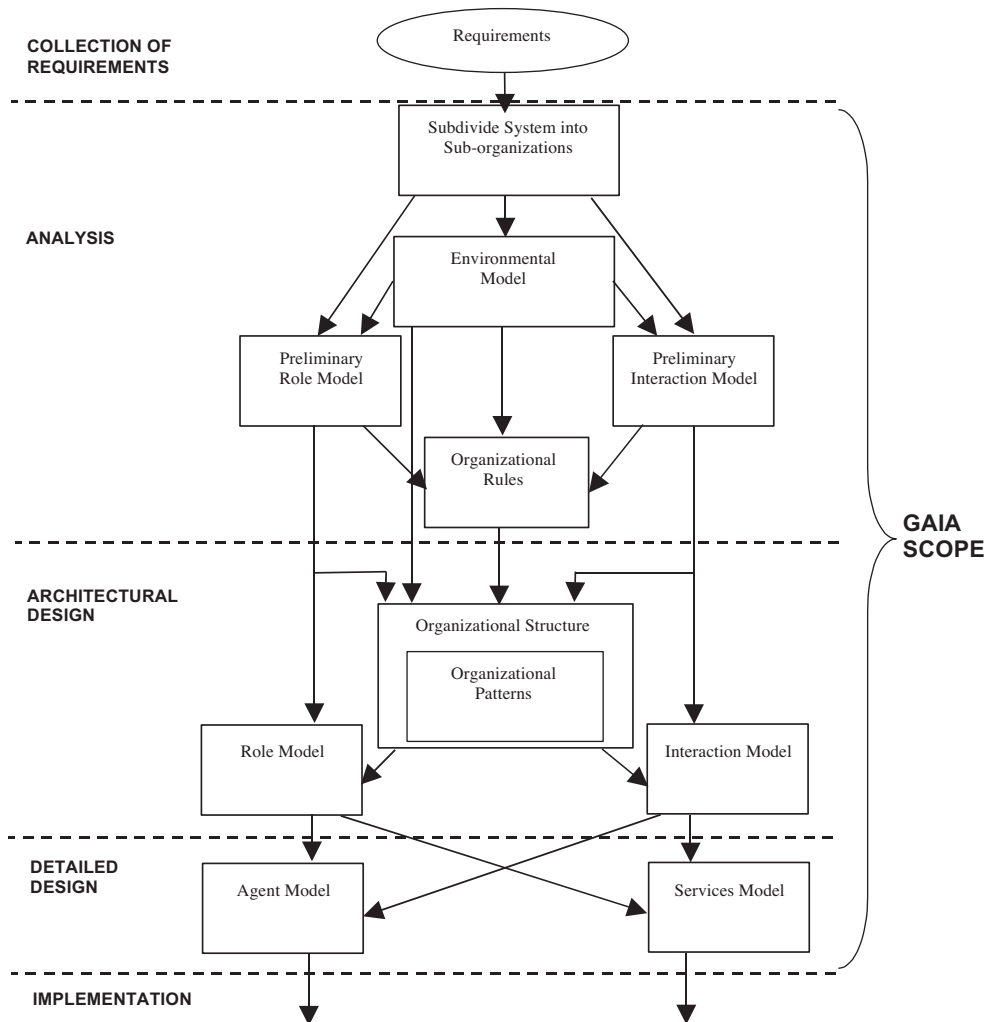 Requirements
COLLECTION OF
REQUIREMENTS
Subdivide System into
Sub-organizations
ANALYSIS
Environmental
Model
Preliminary
Role Model
Preliminary
Interaction Model
Organizational
Rules
GAIA
SCOPE
ARCHITECTURAL
DESIGN
Organizational Structure
Organizational
Patterns
Role Model
Interaction Model
DETAILED
DESIGN
Agent Model
Services Model
IMPLEMENTATION